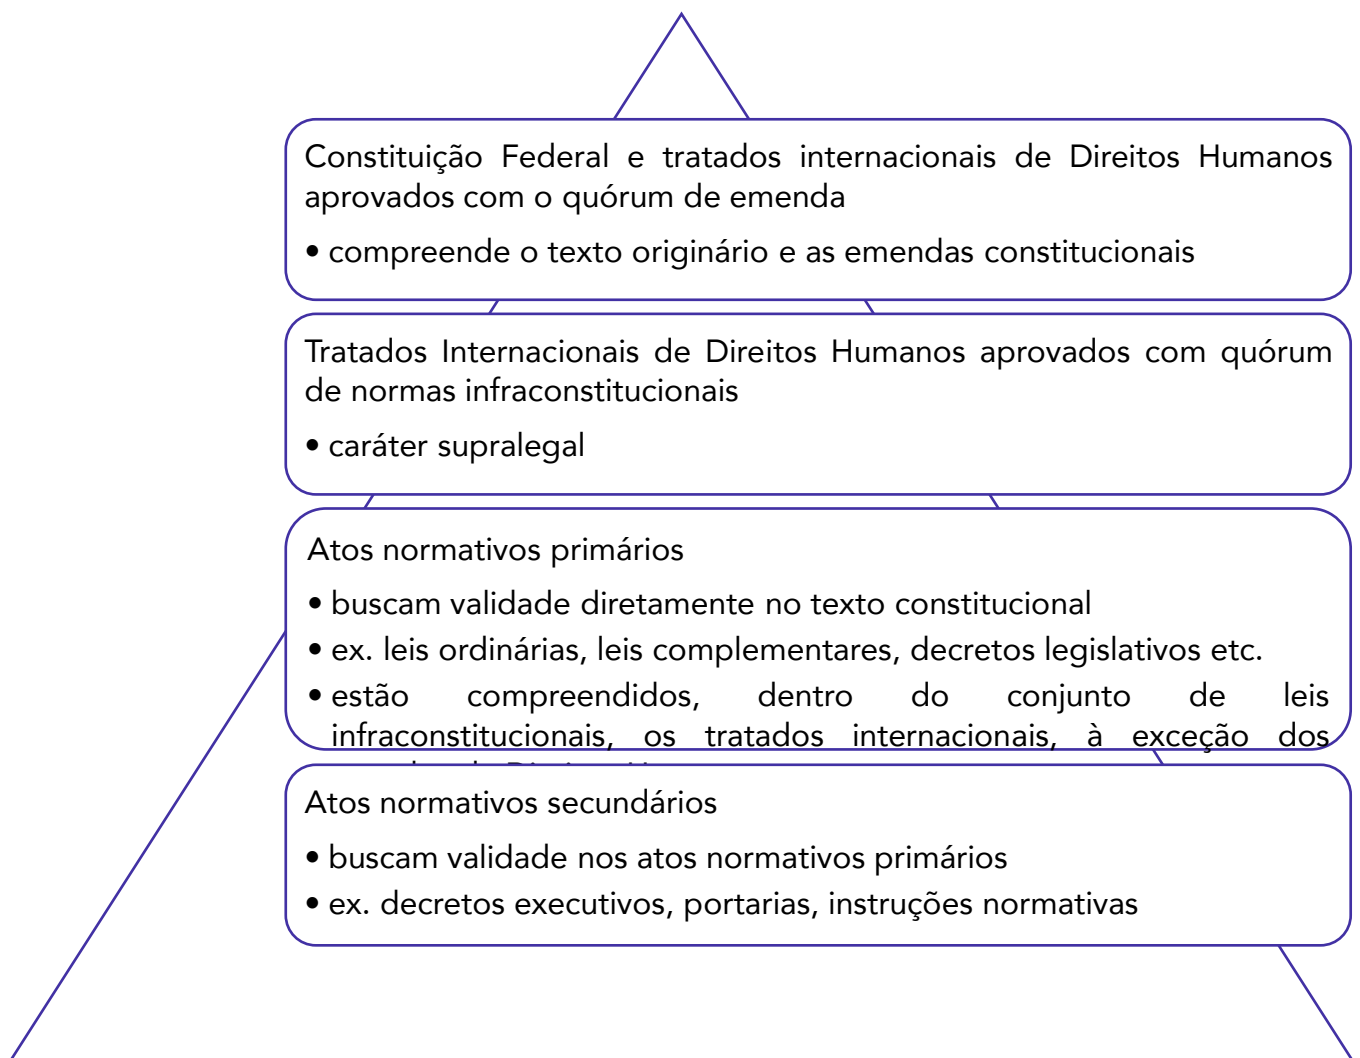 Constituição Federal e tratados internacionais de Direitos Humanos
aprovados com o quórum de emenda
• compreende o texto originário e as emendas constitucionais
Tratados Internacionais de Direitos Humanos aprovados com quórum
de normas infraconstitucionais
• caráter supralegal
Atos normativos primários
• buscam validade diretamente no texto constitucional
• ex. leis ordinárias, leis complementares, decretos legislativos etc.
• estão compreendidos, dentro do conjunto de leis
infraconstitucionais, os tratados internacionais, à exceção dos
Atos normativos secundários
• buscam validade nos atos normativos primários
• ex. decretos executivos, portarias, instruções normativas